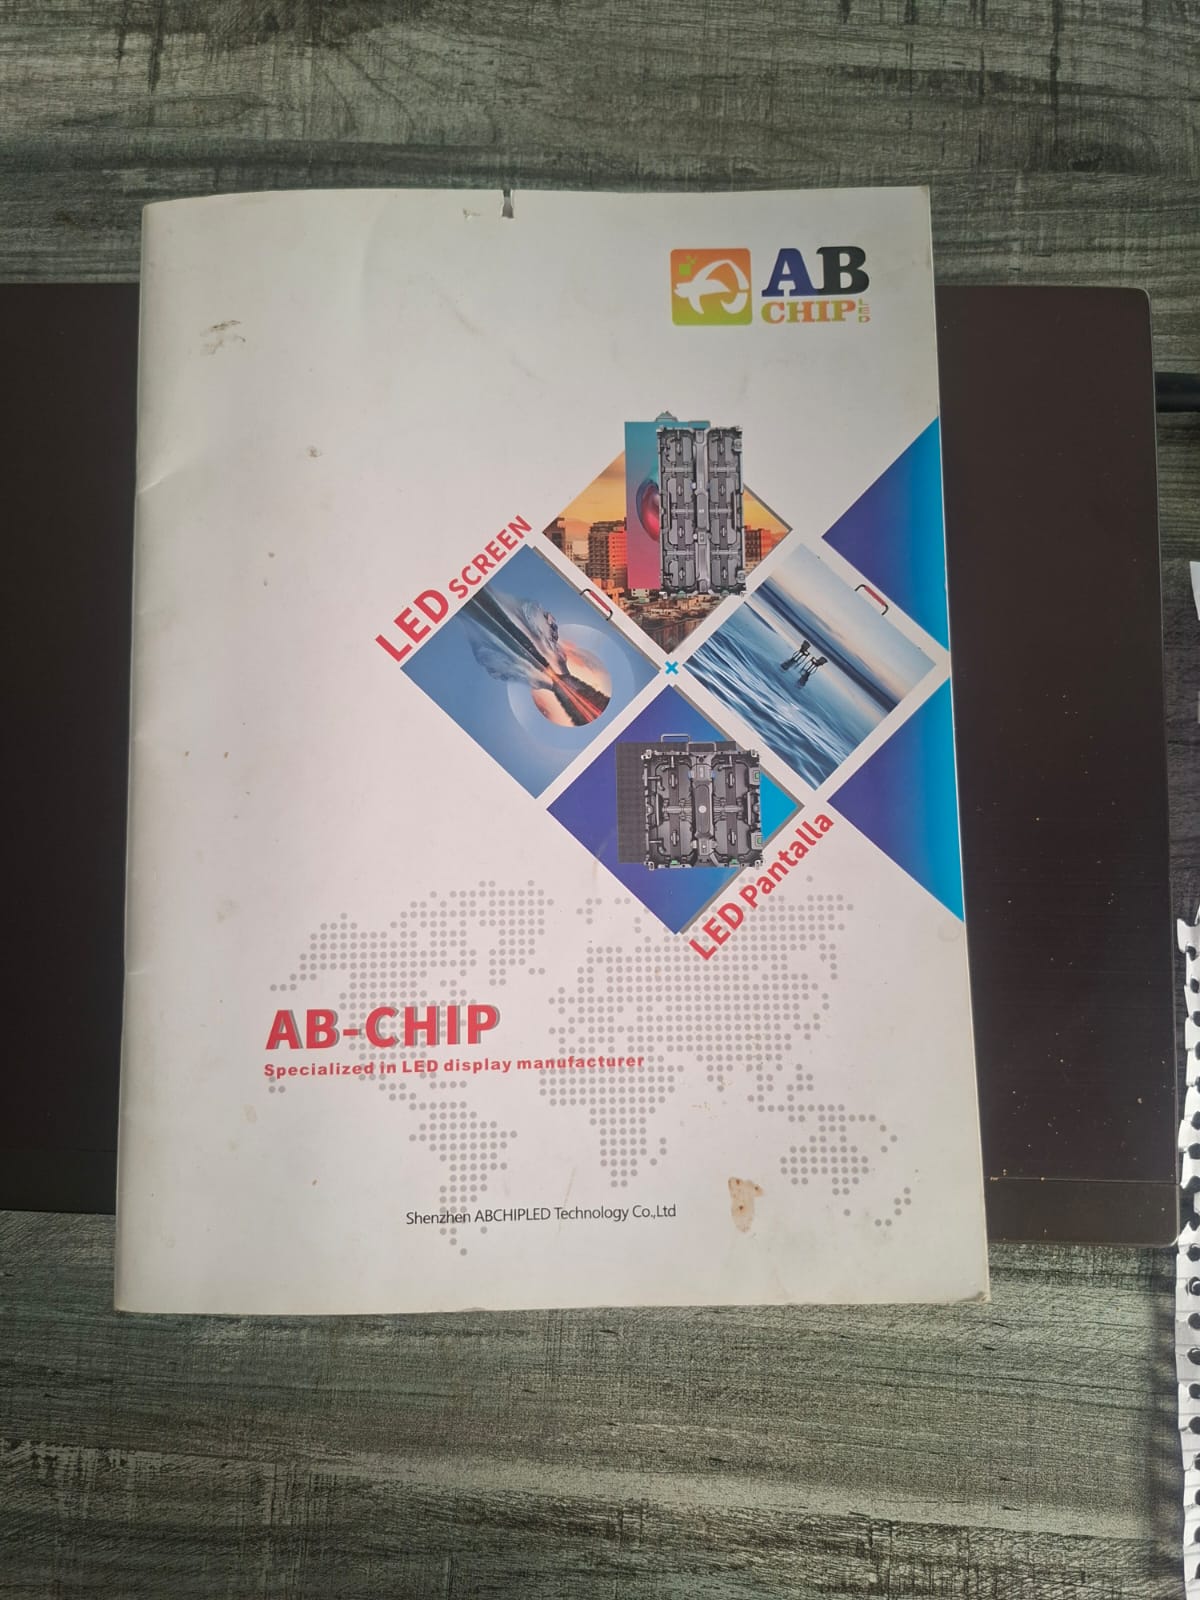 AB
CHIP LED
LED SCREEN
LED Pantalla
AB-CHIP
Specialized in LED display manufacturer
Shenzhen ABCHIPLED Technology Co.,Ltd